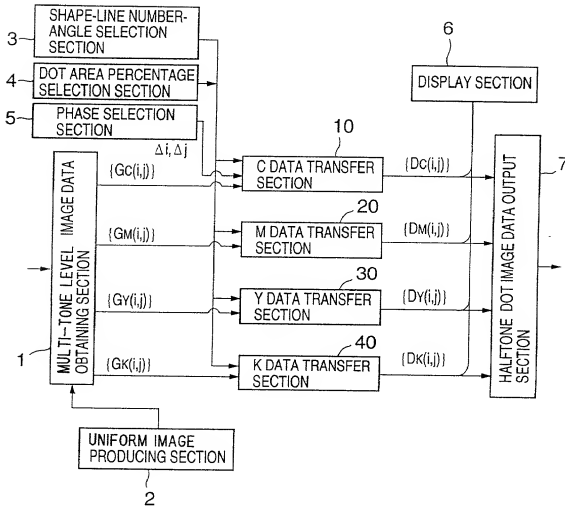 3
SHAPE-LINE NUMBER-
ANGLE SELECTION
SECTION
4
DOT AREA PERCENTAGE
SELECTION SECTION
5
PHASE SELECTION
SECTION
Δi, Δj
6
DISPLAY SECTION
1
MULTI-TONE LEVEL IMAGE DATA
OBTAINING SECTION
{GC(i,j)}
10
C DATA TRANSFER
SECTION
{DC(i,j)}
{GM(i,j)}
20
M DATA TRANSFER
SECTION
{DM(i,j)}
{GY(i,j)}
30
Y DATA TRANSFER
SECTION
{DY(i,j)}
{GK(i,j)}
40
K DATA TRANSFER
SECTION
{DK(i,j)}
7
HALFTONE DOT IMAGE DATA OUTPUT
SECTION
UNIFORM IMAGE
PRODUCING SECTION
2